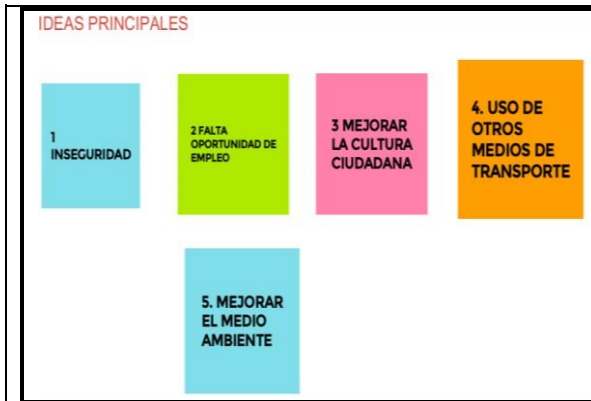 IDEAS PRINCIPALES
1
INSEGURIDAD
2 FALTA
OPORTUNIDAD DE
EMPLEO
3 MEJORAR
LA CULTURA
CIUDADANA
4. USO DE
OTROS
MEDIOS DE
TRANSPORTE
5. MEJORAR
EL MEDIO
AMBIENTE